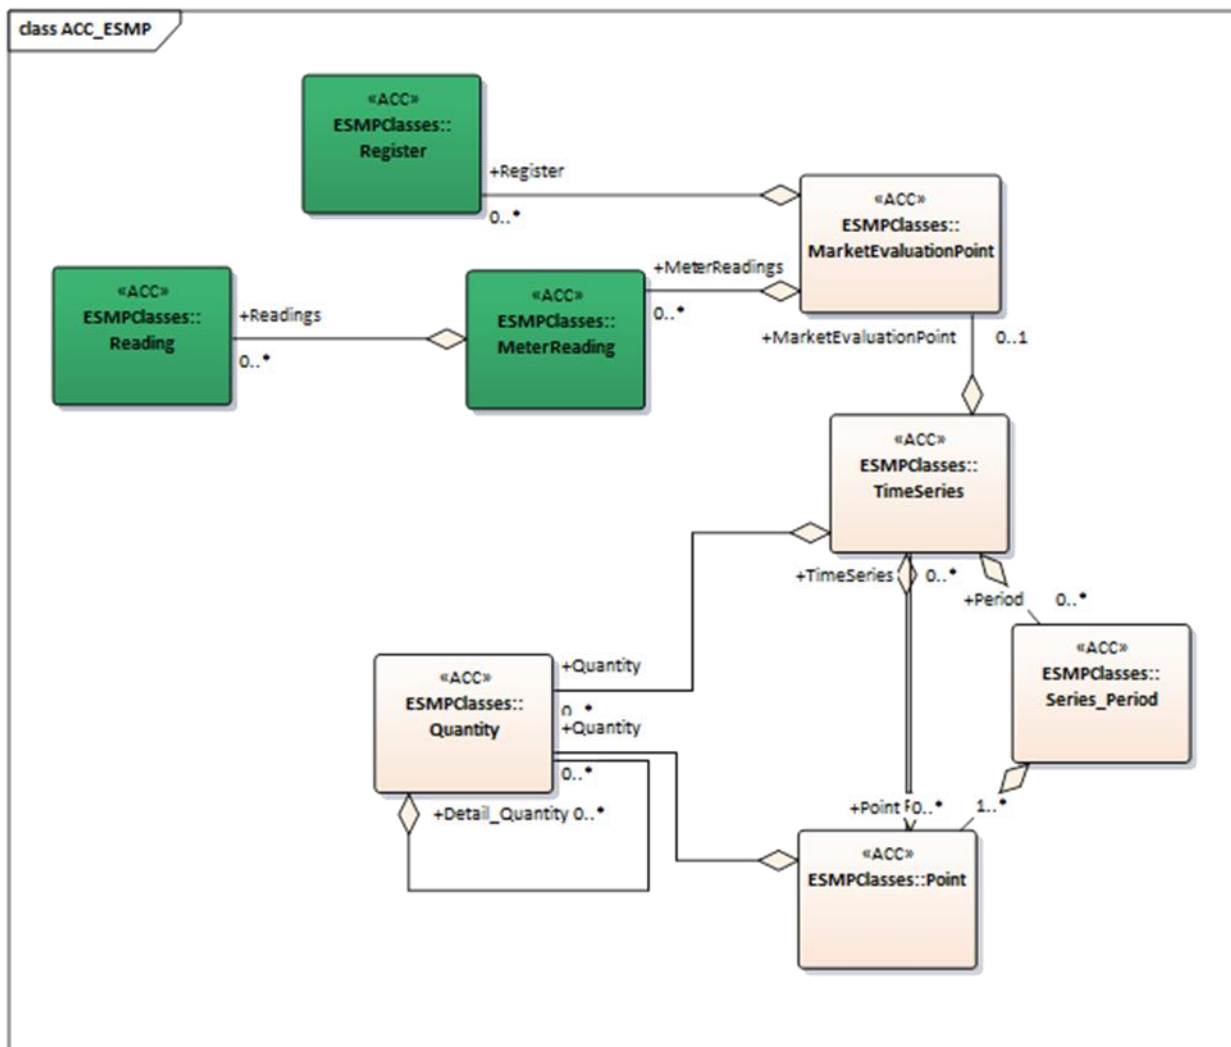 class ACC_ESMP
«ACC»
ESMPClasses::
Register
+Register
0..*
«ACC»
ESMPClasses::
MarketEvaluationPoint
«ACC»
ESMPClasses::
Reading
+Readings
0..*
«ACC»
ESMPClasses::
MeterReading
+MeterReadings
0..*
+MarketEvaluationPoint 0..1
«ACC»
ESMPClasses::
TimeSeries
+TimeSeries 0..*
+Period 0..*
«ACC»
ESMPClasses::
Series_Period
«ACC»
ESMPClasses::
Quantity
+Quantity
0..*
+Quantity
0..*
+Detail_Quantity 0..*
+Point 0..* 1..*
«ACC»
ESMPClasses::Point